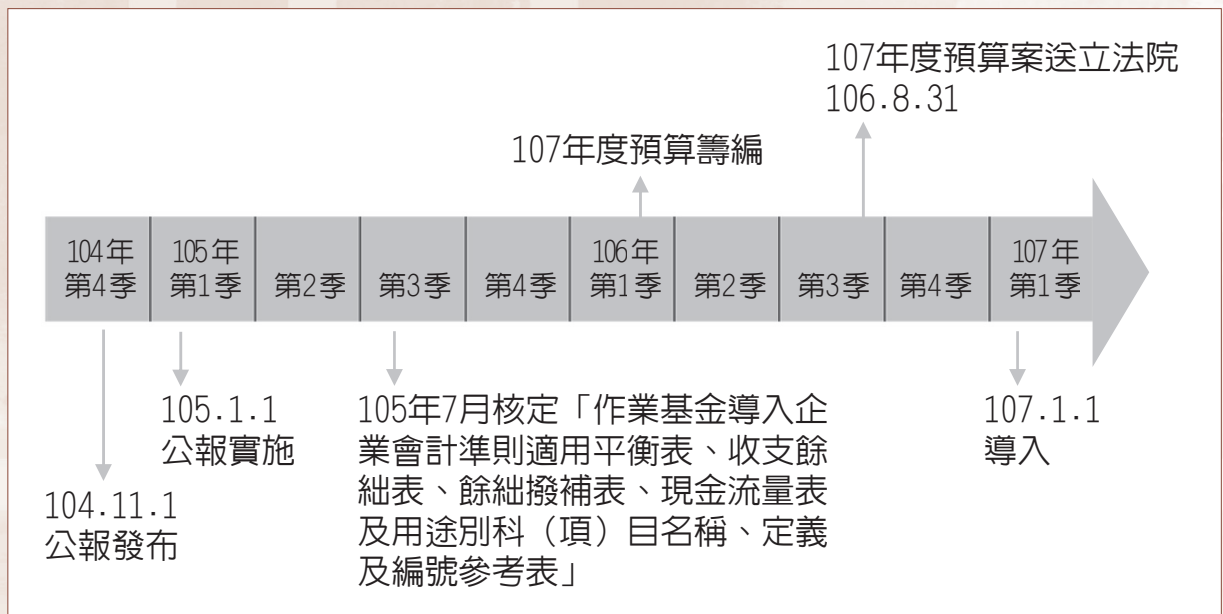 107年度預算案送立法院
106.8.31
107年度預算籌編
104年
第4季
105年
第1季
第2季
第3季
第4季
106年
第1季
第2季
第3季
第4季
107年
第1季
105.1.1
公報實施
104.11.1
公報發布
105年7月核定「作業基金導入企
業會計準則適用平衡表、收支餘
絀表、餘絀撥補表、現金流量表
及用途別科（項）目名稱、定義
及編號參考表」
107.1.1
導入